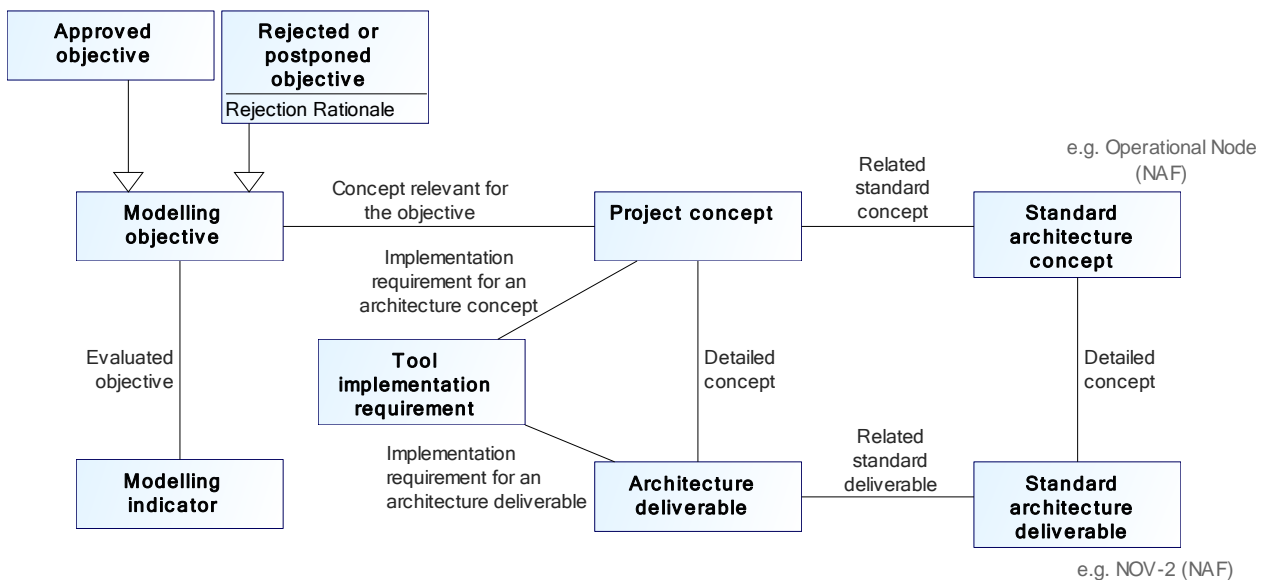 Approved
objective
Rejected or
postponed
objective
Rejection Rationale
e.g. Operational Node
(NAF)
Modelling
objective
Concept relevant for
the objective
Project concept
Related
standard
concept
Standard
architecture
concept
Implementation
requirement for an
architecture concept
Evaluated
objective
Tool
implementation
requirement
Detailed
concept
Detailed
concept
Modelling
indicator
Implementation
requirement for an
architecture deliverable
Architecture
deliverable
Related
standard
deliverable
Standard
architecture
deliverable
e.g. NOV-2 (NAF)